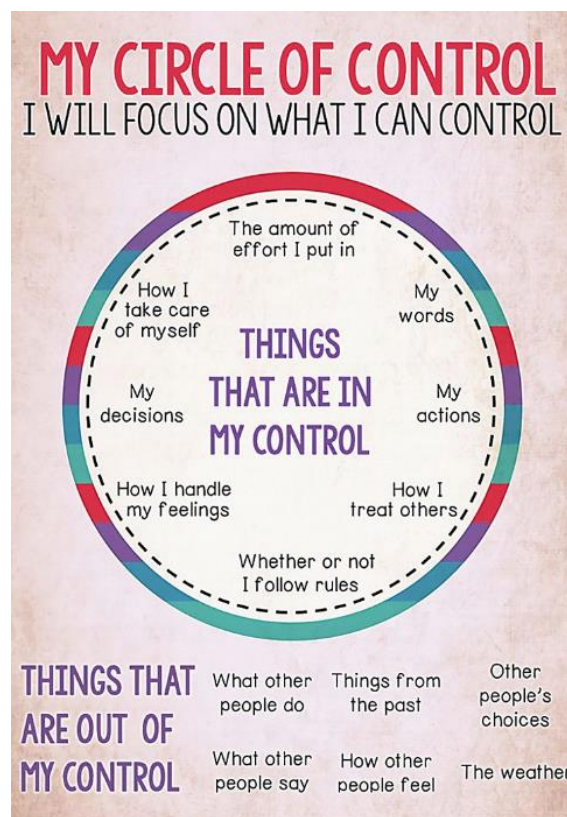 MY CIRCLE OF CONTROL
I WILL FOCUS ON WHAT I CAN CONTROL
The amount of
effort I put in
How I
take care
of myself
My
words
THINGS
THAT ARE IN
MY CONTROL
My
decisions
My
actions
How I handle
my feelings
How I
treat others
Whether or not
I follow rules
THINGS THAT
ARE OUT OF
MY CONTROL
What other
people do
Things from
the past
Other
people's
choices
What other
people say
How other
people feel
The weather